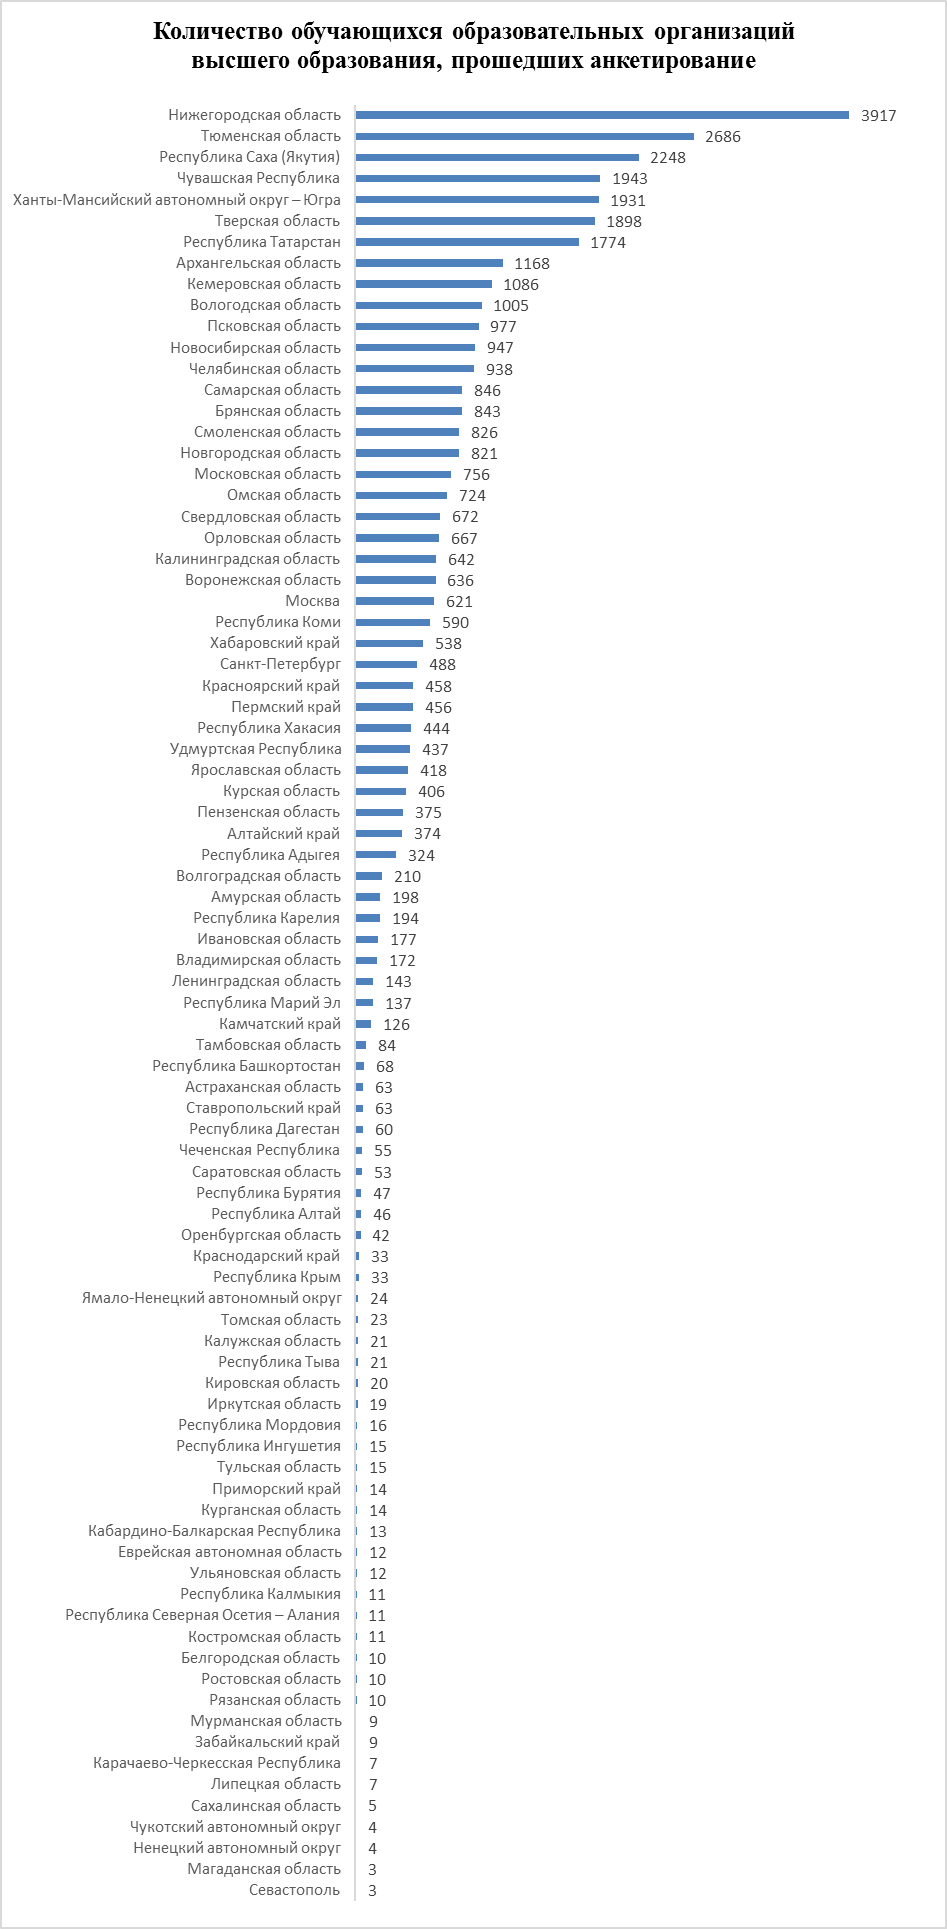 Количество обучающихся образовательных организаций
высшего образования, прошедших анкетирование
Нижегородская область 3917
Тюменская область 2686
Республика Саха (Якутия) 2248
Чувашская Республика 1943
Ханты-Мансийский автономный округ – Югра 1931
Тверская область 1898
Республика Татарстан 1774
Архангельская область 1168
Кемеровская область 1086
Вологодская область 1005
Псковская область 977
Новосибирская область 947
Челябинская область 938
Самарская область 846
Брянская область 843
Смоленская область 826
Новгородская область 821
Московская область 756
Омская область 724
Свердловская область 672
Орловская область 667
Калининградская область 642
Воронежская область 636
Москва 621
Республика Коми 590
Хабаровский край 538
Санкт-Петербург 488
Красноярский край 458
Пермский край 456
Республика Хакасия 444
Удмуртская Республика 437
Ярославская область 418
Курская область 406
Пензенская область 375
Алтайский край 374
Республика Адыгея 324
Волгоградская область 210
Амурская область 198
Республика Карелия 194
Ивановская область 177
Владимирская область 172
Ленинградская область 143
Республика Марий Эл 137
Камчатский край 126
Тамбовская область 84
Республика Башкортостан 68
Астраханская область 63
Ставропольский край 63
Республика Дагестан 60
Чеченская Республика 55
Саратовская область 53
Республика Бурятия 47
Республика Алтай 46
Оренбургская область 42
Краснодарский край 33
Республика Крым 33
Ямало-Ненецкий автономный округ 24
Томская область 23
Калужская область 21
Республика Тыва 21
Кировская область 20
Иркутская область 19
Республика Мордовия 16
Республика Ингушетия 15
Тульская область 15
Приморский край 14
Курганская область 14
Кабардино-Балкарская Республика 13
Еврейская автономная область 12
Ульяновская область 12
Республика Калмыкия 11
Республика Северная Осетия – Алания 11
Костромская область 11
Белгородская область 10
Ростовская область 10
Рязанская область 10
Мурманская область 9
Забайкальский край 9
Карачаево-Черкесская Республика 7
Липецкая область 7
Сахалинская область 5
Чукотский автономный округ 4
Ненецкий автономный округ 4
Магаданская область 3
Севастополь 3